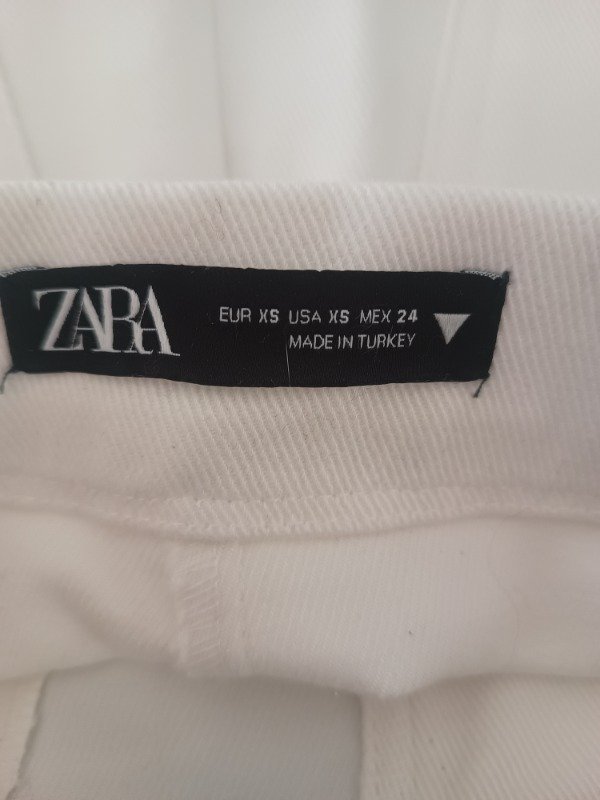 ZARA
EUR XS USA XS MEX 24
MADE IN TURKEY